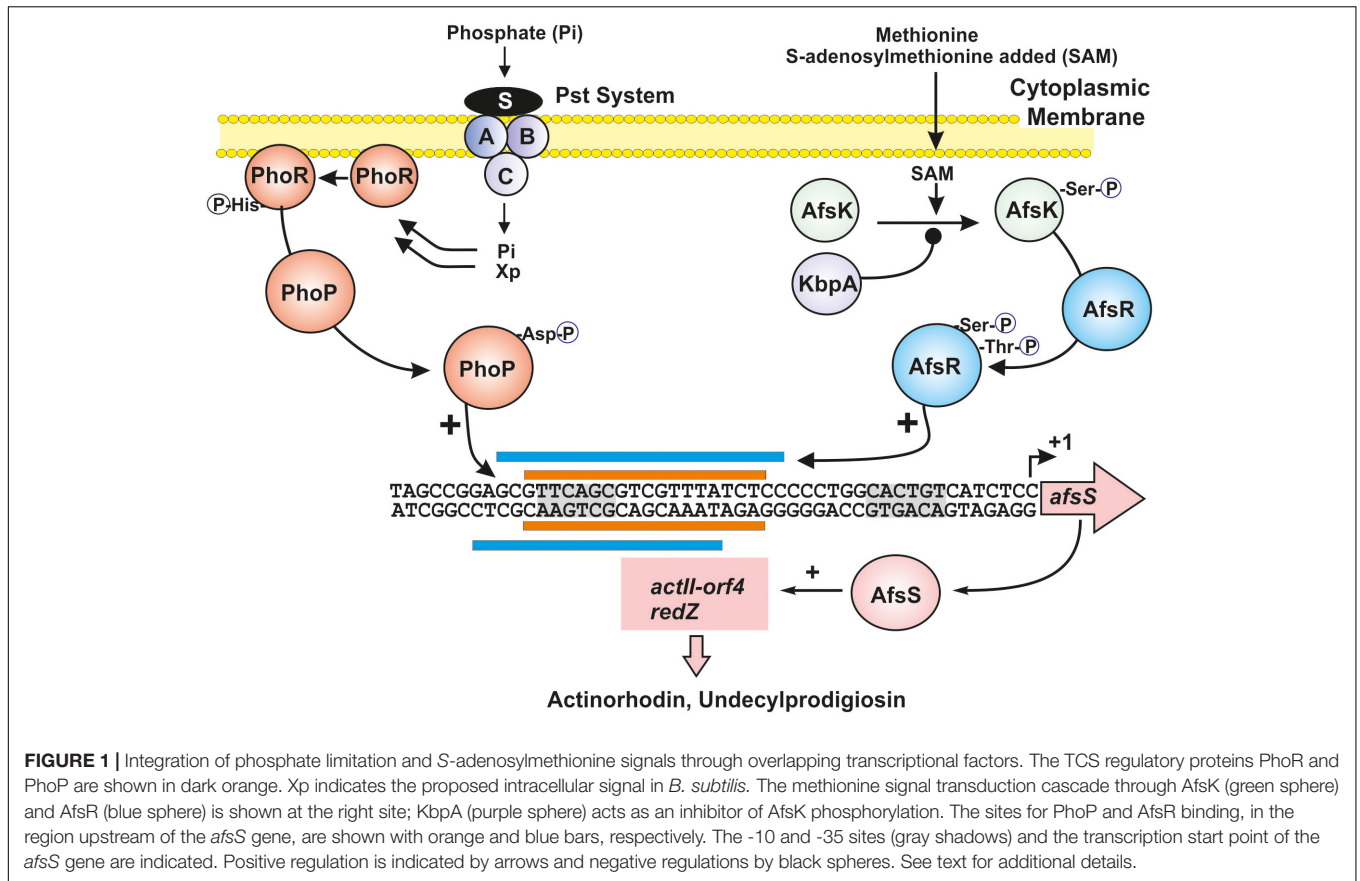 Phosphate (Pi)
S
Pst System
A
B
C
Pi
Xp
PhoR
PhoR
Ⓟ-His-
PhoP
PhoP
-Asp-Ⓟ
+
Methionine
S-adenosylmethionine added (SAM)
Cytoplasmic
Membrane
SAM
AfsK
AfsK
-Ser-Ⓟ
KbpA
AfsR
-Ser-Ⓟ
-Thr-Ⓟ
AfsR
+
+1
TAGCCGGAGCGTTCAGCGTCGTTTATCTCCCCCTGGCACTGTCATCTCC
ATCGGCCTCGCAAGTCGCAGCAAATAGAGGGGGACCGTGACAGTAGAGG
afsS
AfsS
+
actII-orf4
redZ
Actinorhodin, Undecylprodigiosin
FIGURE 1 | Integration of phosphate limitation and S-adenosylmethionine signals through overlapping transcriptional factors. The TCS regulatory proteins PhoR and
PhoP are shown in dark orange. Xp indicates the proposed intracellular signal in B. subtilis. The methionine signal transduction cascade through AfsK (green sphere)
and AfsR (blue sphere) is shown at the right site; KbpA (purple sphere) acts as an inhibitor of AfsK phosphorylation. The sites for PhoP and AfsR binding, in the
region upstream of the afsS gene, are shown with orange and blue bars, respectively. The -10 and -35 sites (gray shadows) and the transcription start point of the
afsS gene are indicated. Positive regulation is indicated by arrows and negative regulations by black spheres. See text for additional details.